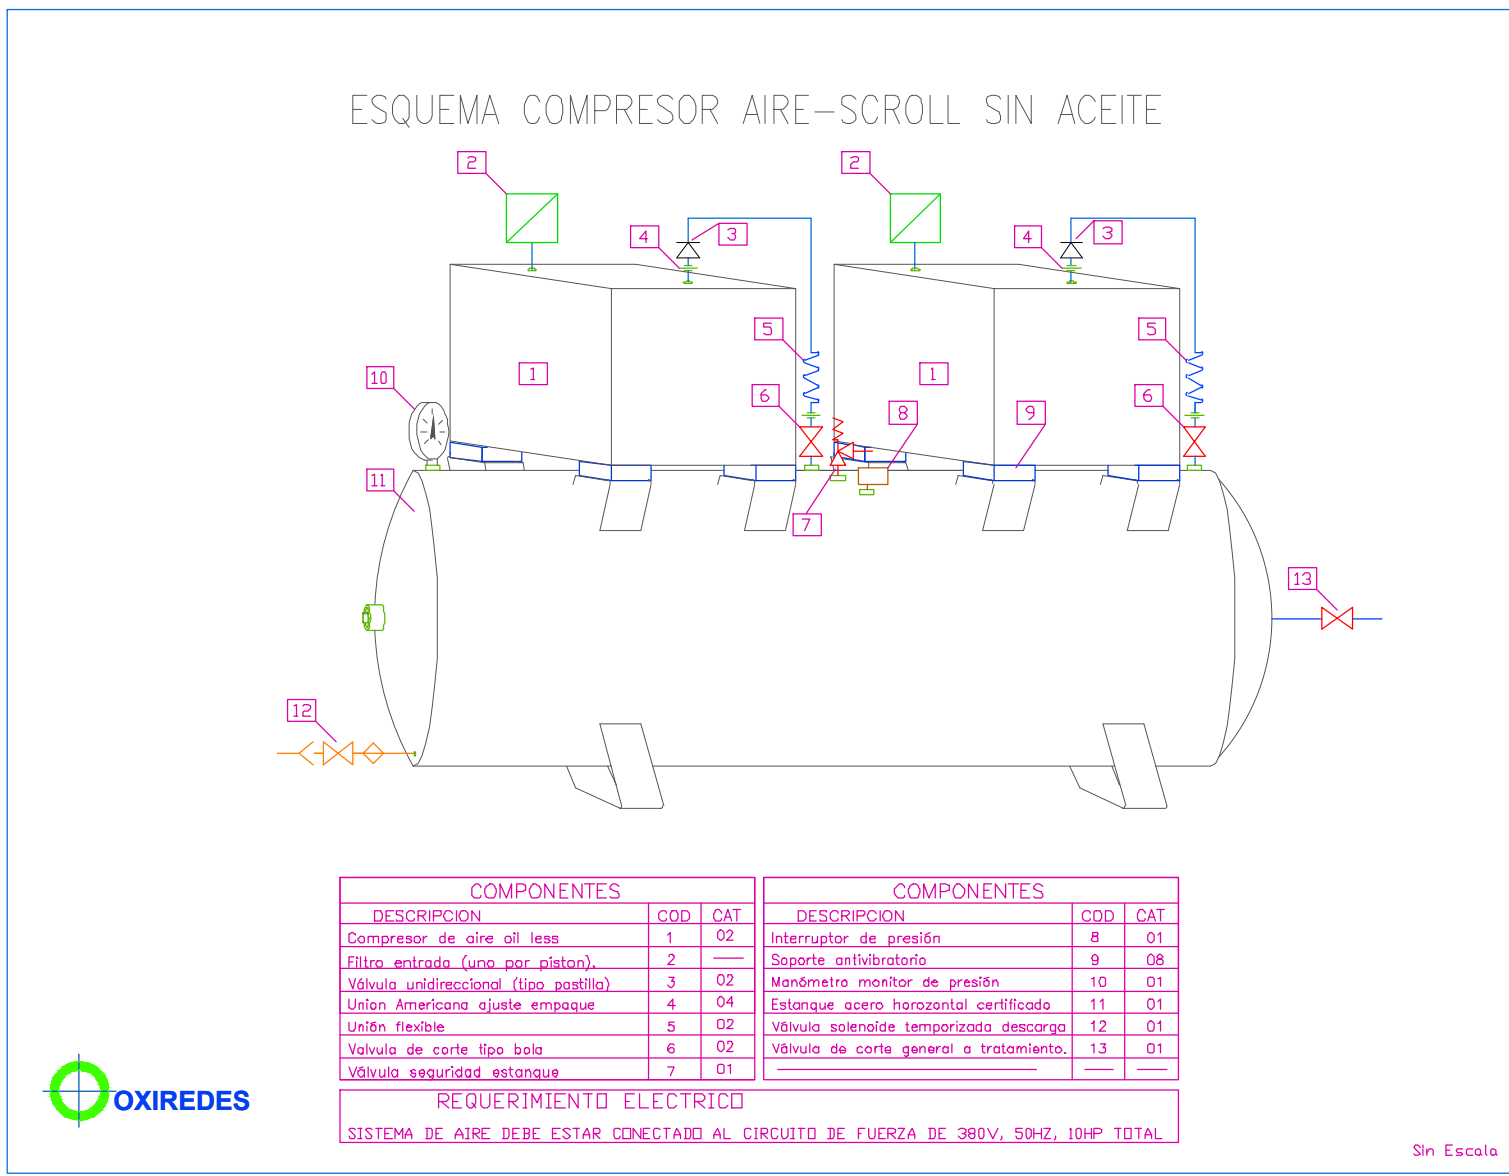 ESQUEMA COMPRESOR AIRE-SCROLL SIN ACEITE
2
2
4
3
4
3
5
5
1
1
10
6
8
9
6
11
7
13
12
COMPONENTES
DESCRIPCION COD CAT
Compresor de aire oil less 1 02
Filtro entrada (uno por piston). 2 —
Válvula unidireccional (tipo pastilla) 3 02
Union Americana ajuste empaque 4 04
Unión flexible 5 02
Valvula de corte tipo bola 6 02
Válvula seguridad estanque 7 01
COMPONENTES
DESCRIPCION COD CAT
Interruptor de presión 8 01
Soporte antivibratorio 9 08
Manómetro monitor de presión 10 01
Estanque acero horozontal certificado 11 01
Válvula solenoide temporizada descarga 12 01
Válvula de corte general a tratamiento. 13 01
REQUERIMIENTO ELECTRICO
SISTEMA DE AIRE DEBE ESTAR CONECTADO AL CIRCUITO DE FUERZA DE 380V, 50HZ, 10HP TOTAL
OXIREDES
Sin Escala